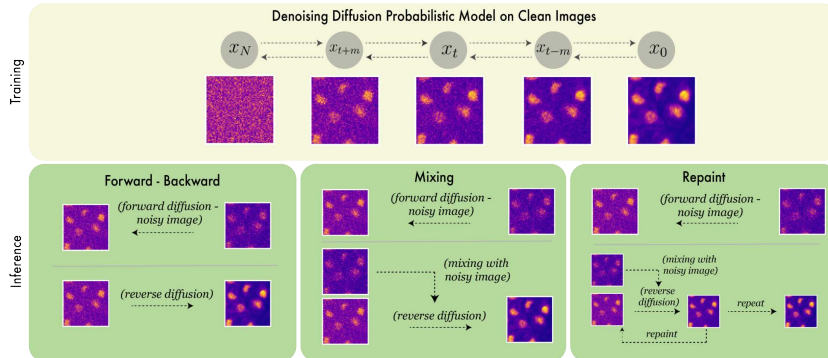 Denoising Diffusion Probabilistic Model on Clean Images
Training
x_N
x_{t+m}
x_t
x_{t−m}
x_0
Inference
Forward - Backward
(forward diffusion -
noisy image)
(reverse diffusion)
Mixing
(forward diffusion -
noisy image)
(mixing with
noisy image)
(reverse diffusion)
Repaint
(forward diffusion -
noisy image)
(mixing with
noisy image)
(reverse
diffusion)
repeat
repaint